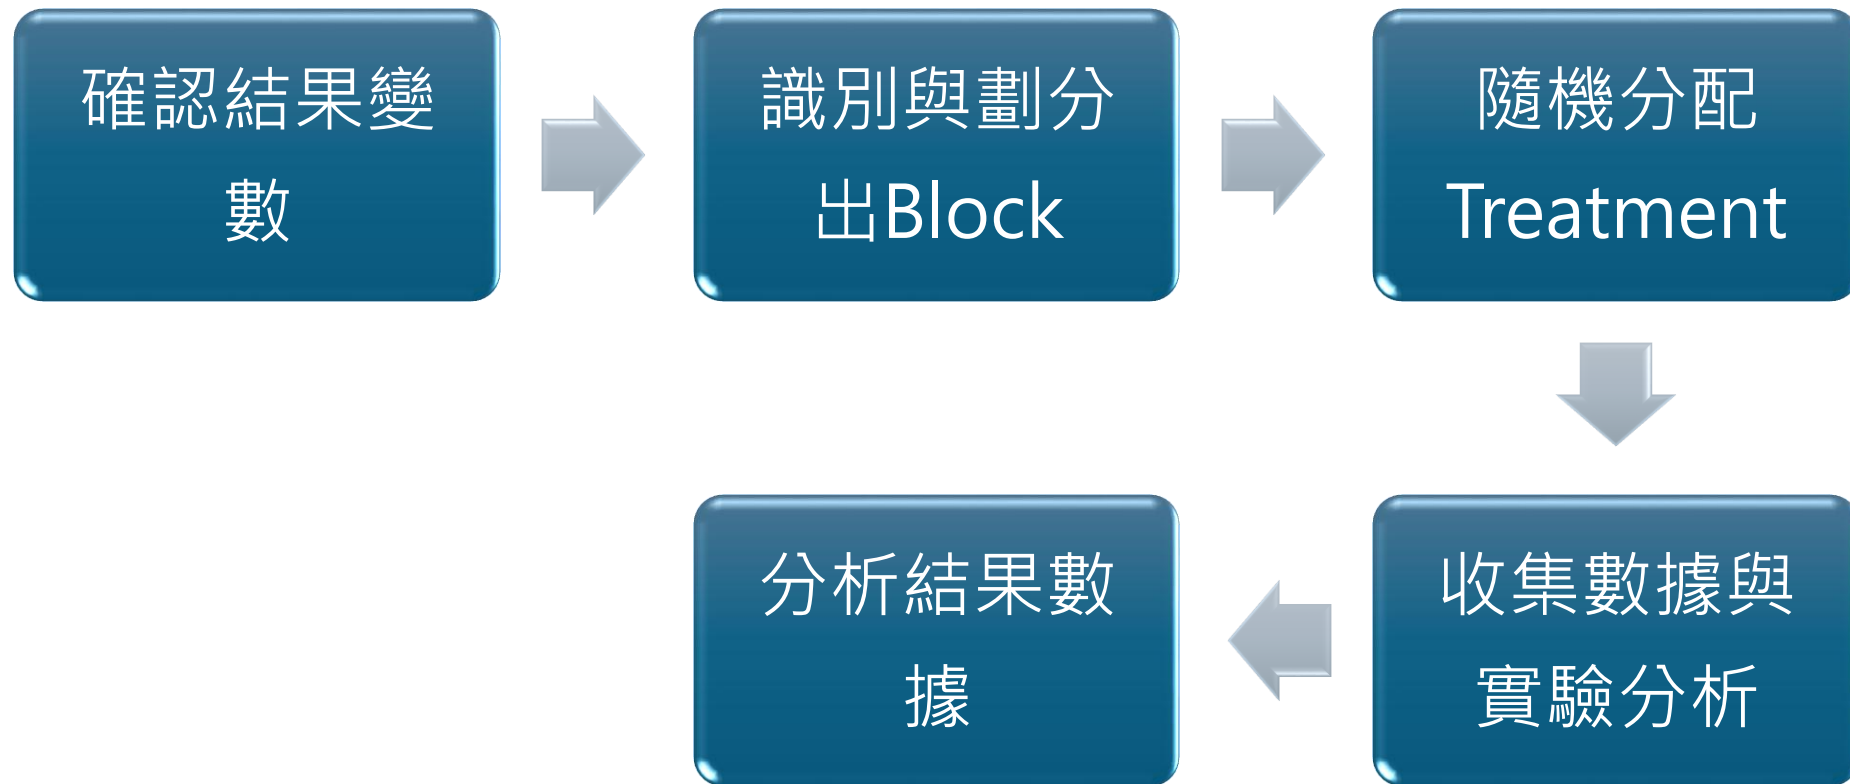 確認結果變
數
識別與劃分
出Block
隨機分配
Treatment
收集數據與
實驗分析
分析結果數
據